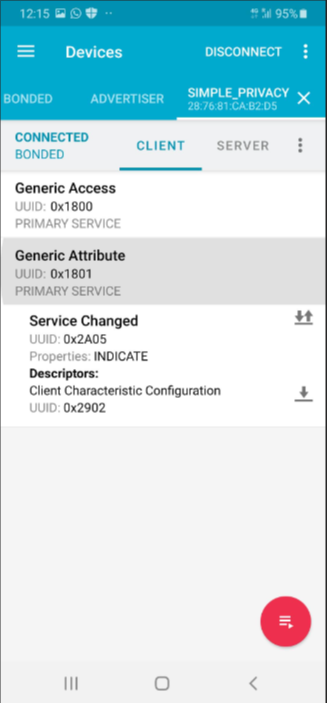 12:15 95%
Devices DISCONNECT
BONDED ADVERTISER SIMPLE_PRIVACY
28:76:81:CA:B2:D5
CONNECTED
BONDED CLIENT SERVER
Generic Access
UUID: 0x1800
PRIMARY SERVICE
Generic Attribute
UUID: 0x1801
PRIMARY SERVICE
Service Changed
UUID: 0x2A05
Properties: INDICATE
Descriptors:
Client Characteristic Configuration
UUID: 0x2902